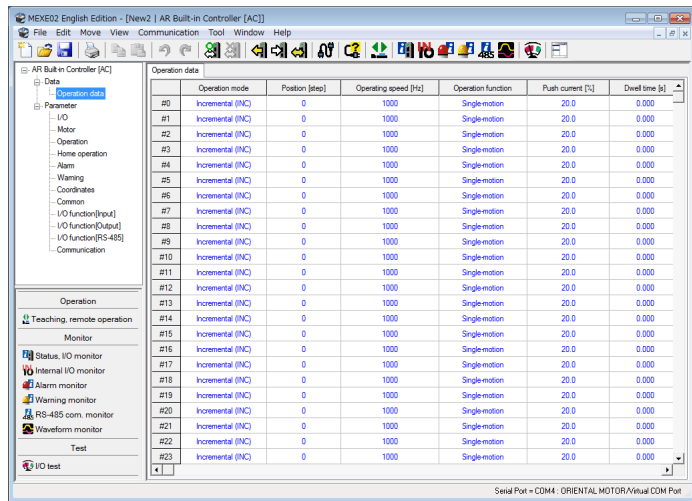 MEXE02 English Edition - [New2 | AR Built-in Controller [AC]]
File Edit Move View Communication Tool Window Help
AR Built-in Controller [AC]
Data
Operation data
Parameter
I/O
Motor
Operation
Home operation
Alarm
Warning
Coordinates
Common
I/O function[Input]
I/O function[Output]
I/O function[RS-485]
Communication
Operation
Teaching, remote operation
Monitor
Status, I/O monitor
Internal I/O monitor
Alarm monitor
Warning monitor
RS-485 com. monitor
Waveform monitor
Test
I/O test
Operation data
Operation mode Position [step] Operating speed [Hz] Operation function Push current [%] Dwell time [s]
#0 Incremental (INC) 0 1000 Single-motion 20.0 0.000
#1 Incremental (INC) 0 1000 Single-motion 20.0 0.000
#2 Incremental (INC) 0 1000 Single-motion 20.0 0.000
#3 Incremental (INC) 0 1000 Single-motion 20.0 0.000
#4 Incremental (INC) 0 1000 Single-motion 20.0 0.000
#5 Incremental (INC) 0 1000 Single-motion 20.0 0.000
#6 Incremental (INC) 0 1000 Single-motion 20.0 0.000
#7 Incremental (INC) 0 1000 Single-motion 20.0 0.000
#8 Incremental (INC) 0 1000 Single-motion 20.0 0.000
#9 Incremental (INC) 0 1000 Single-motion 20.0 0.000
#10 Incremental (INC) 0 1000 Single-motion 20.0 0.000
#11 Incremental (INC) 0 1000 Single-motion 20.0 0.000
#12 Incremental (INC) 0 1000 Single-motion 20.0 0.000
#13 Incremental (INC) 0 1000 Single-motion 20.0 0.000
#14 Incremental (INC) 0 1000 Single-motion 20.0 0.000
#15 Incremental (INC) 0 1000 Single-motion 20.0 0.000
#16 Incremental (INC) 0 1000 Single-motion 20.0 0.000
#17 Incremental (INC) 0 1000 Single-motion 20.0 0.000
#18 Incremental (INC) 0 1000 Single-motion 20.0 0.000
#19 Incremental (INC) 0 1000 Single-motion 20.0 0.000
#20 Incremental (INC) 0 1000 Single-motion 20.0 0.000
#21 Incremental (INC) 0 1000 Single-motion 20.0 0.000
#22 Incremental (INC) 0 1000 Single-motion 20.0 0.000
#23 Incremental (INC) 0 1000 Single-motion 20.0 0.000
Serial Port = COM4 : ORIENTAL MOTOR/Virtual COM Port